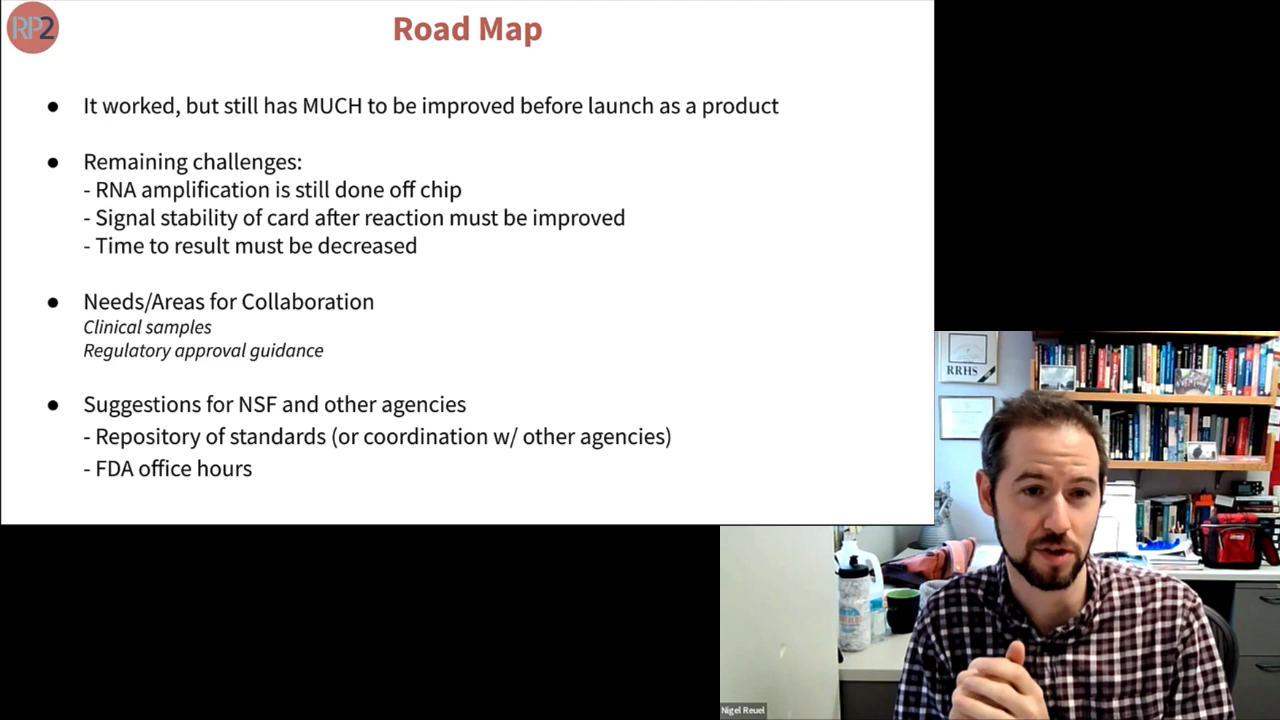 RP2
Road Map
● It worked, but still has MUCH to be improved before launch as a product
● Remaining challenges:
- RNA amplification is still done off chip
- Signal stability of card after reaction must be improved
- Time to result must be decreased
● Needs/Areas for Collaboration
Clinical samples
Regulatory approval guidance
● Suggestions for NSF and other agencies
- Repository of standards (or coordination w/ other agencies)
- FDA office hours
RRHS
Nigel Reuel